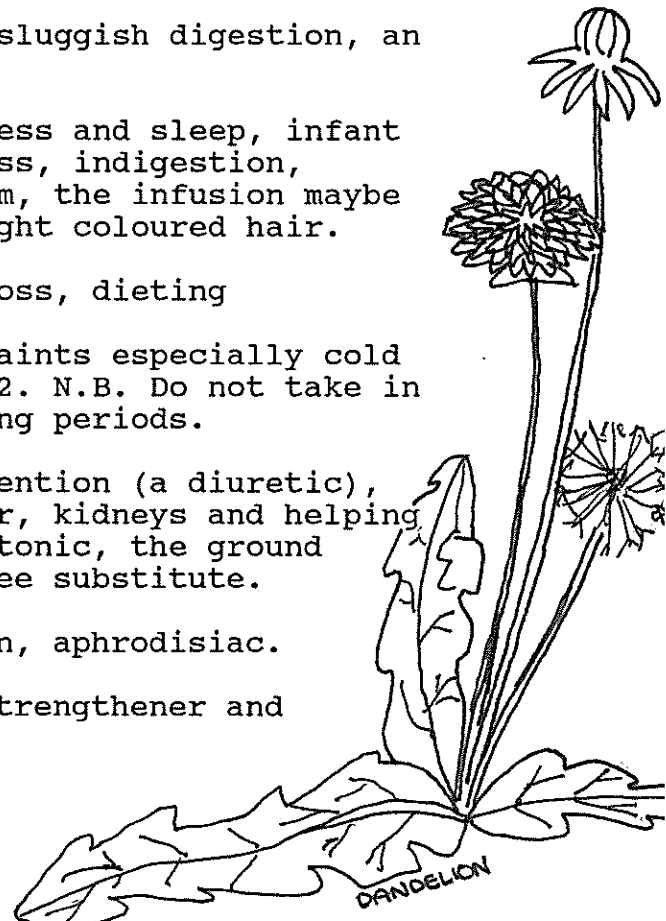 sluggish digestion, an
ess and sleep, infant
ss, indigestion,
m, the infusion maybe
ght coloured hair.
oss, dieting
aints especially cold
2. N.B. Do not take in
ng periods.
ention (a diuretic),
r, kidneys and helping
tonic, the ground
ee substitute.
n, aphrodisiac.
trengthener and
DANDELION